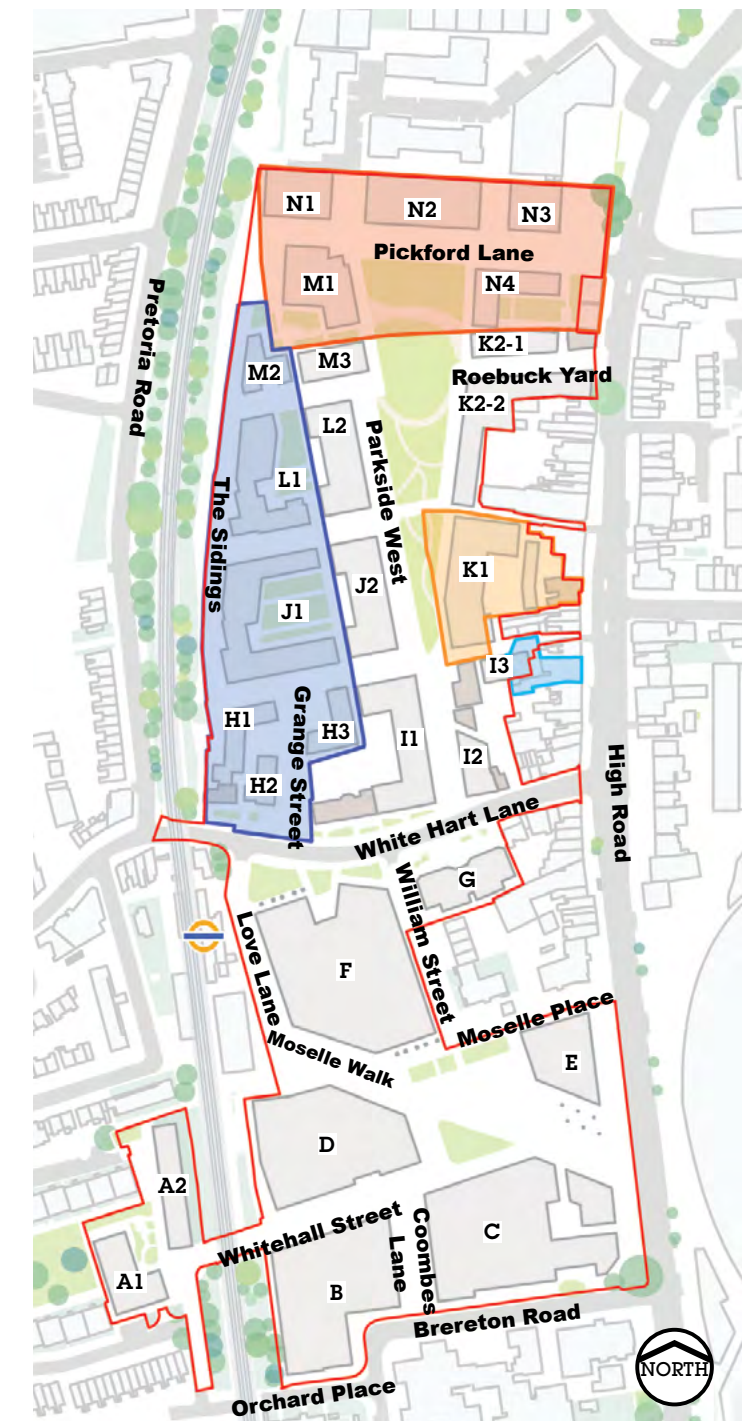 N1
N2
N3
Pickford Lane
M1
N4
Pretoria Road
K2-1
M3
M2
Roebuck Yard
K2-2
L2
Parkside West
L1
The Sidings
K1
J2
J1
I3
Grange Street
H1
H3
I1
I2
H2
High Road
White Hart Lane
G
William Street
Love Lane
F
Moselle Place
Moselle Walk
E
D
A2
Whitehall Street
Coombes
Lane
C
A1
B
Brereton Road
NORTH
Orchard Place